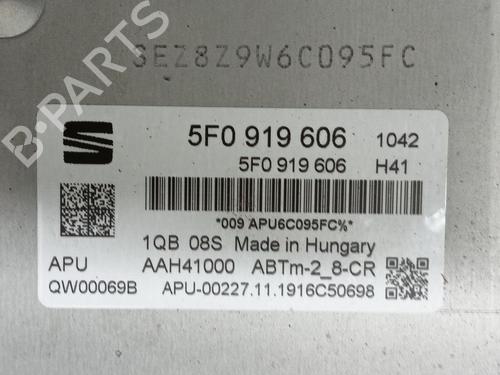 SEZ8Z9W6C095FC
5F0 919 606 1042
5F0 919 606 H41
*009 APU6C095FC%*
1QB 08S Made in Hungary
APU AAH41000 ABTm-2_8-CR
QW00069B APU-00227.11.1916C50698
B-PARTS